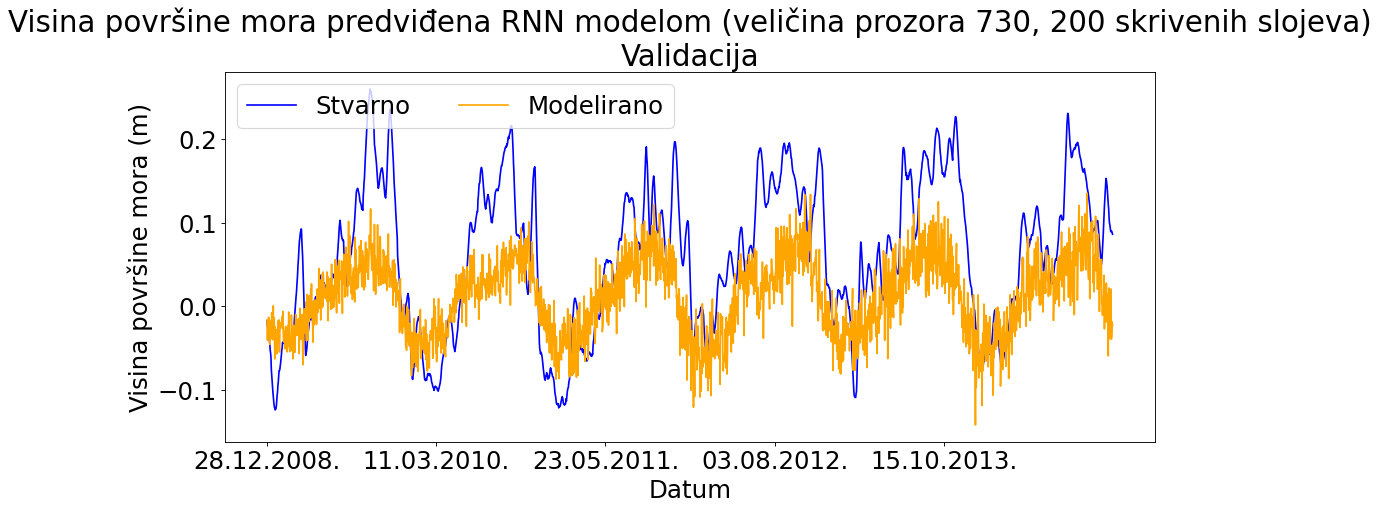 Visina površine mora predviđena RNN modelom (veličina prozora 730, 200 skrivenih slojeva)
Validacija
Stvarno Modelirano
Visina površine mora (m)
0.2
0.1
0.0
−0.1
28.12.2008. 11.03.2010. 23.05.2011. 03.08.2012. 15.10.2013.
Datum